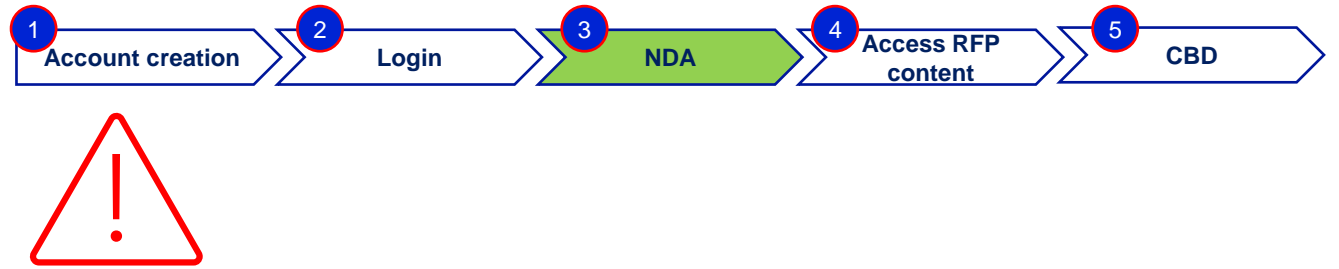 1
Account creation
2
Login
3
NDA
4
Access RFP
content
5
CBD